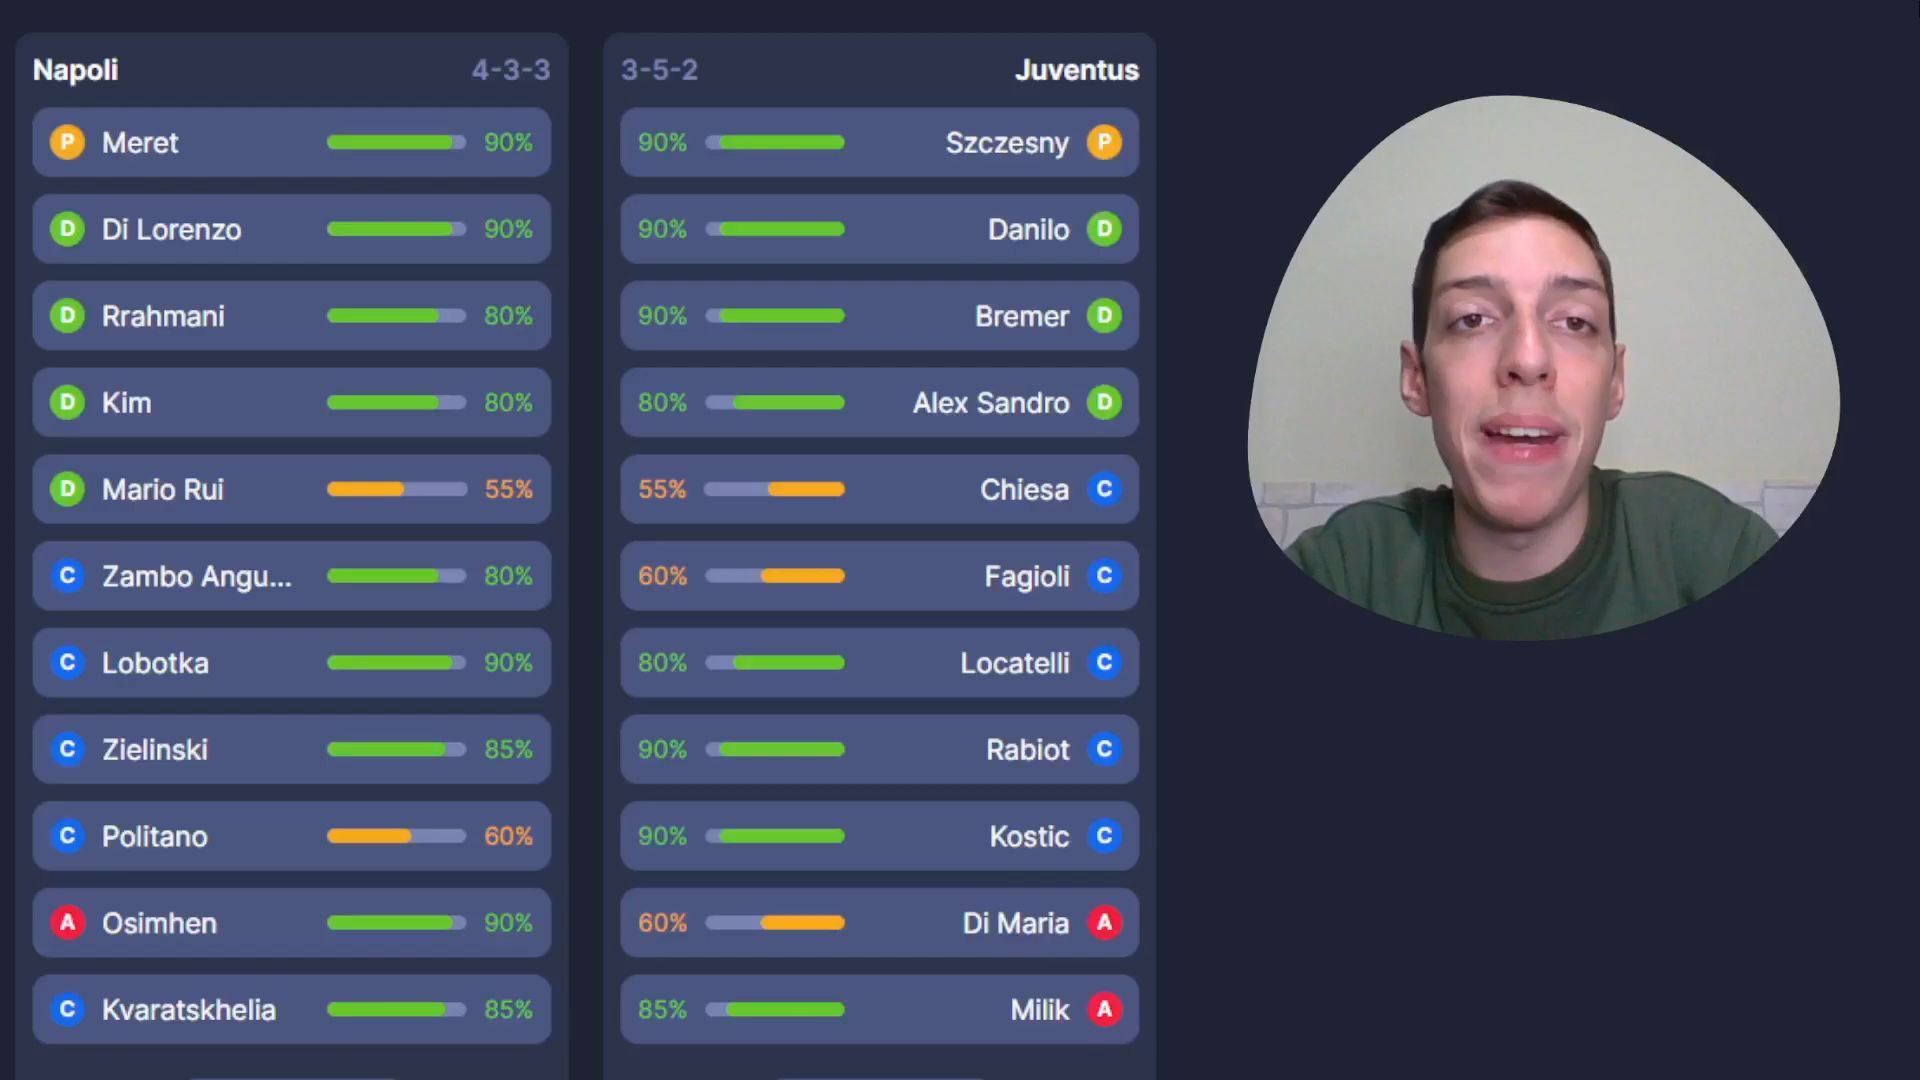 Napoli 4-3-3
P Meret 90%
D Di Lorenzo 90%
D Rrahmani 80%
D Kim 80%
D Mario Rui 55%
C Zambo Angu... 80%
C Lobotka 90%
C Zielinski 85%
C Politano 60%
A Osimhen 90%
C Kvaratskhelia 85%
3-5-2 Juventus
90% Szczesny P
90% Danilo D
90% Bremer D
80% Alex Sandro D
55% Chiesa C
60% Fagioli C
80% Locatelli C
90% Rabiot C
90% Kostic C
60% Di Maria A
85% Milik A